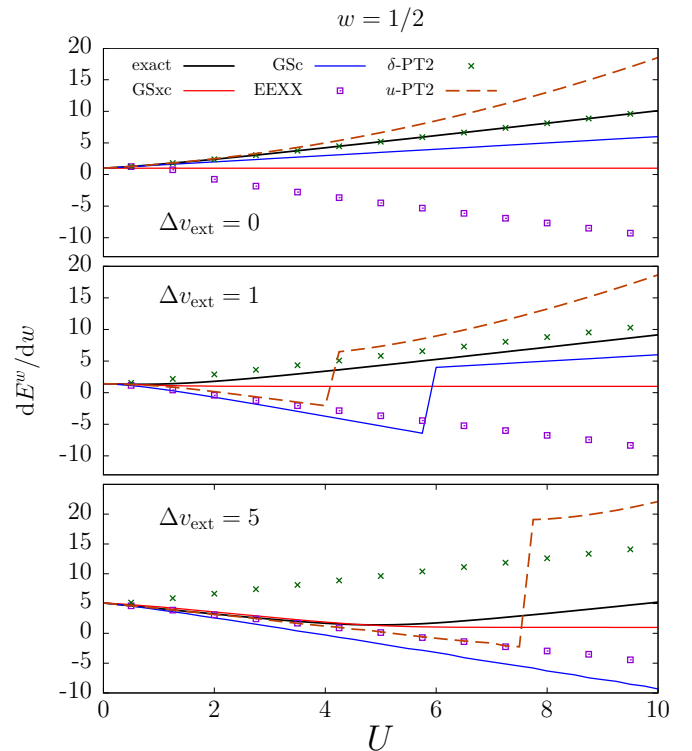 w = 1/2
exact GSc δ-PT2
GSxc EEXX u-PT2
20
15
10
5
0
-5
-10
Δv_ext = 0
20
15
10
5
0
-5
-10
Δv_ext = 1
dE^w/dw
20
15
10
5
0
-5
-10
Δv_ext = 5
0 2 4 6 8 10
U